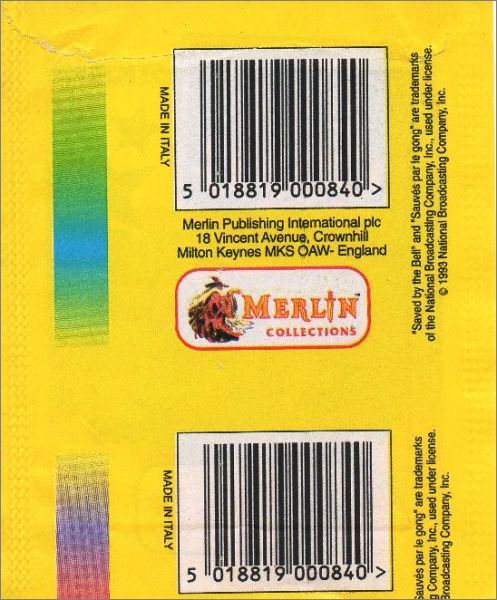 MADE IN ITALY
5 018819 000840 >
Merlin Publishing International plc
18 Vincent Avenue, Crownhill
Milton Keynes MKS OAW- England
MERLIN™
COLLECTIONS
"Saved by the Bell" and "Sauvés par le gong" are trademarks
of the National Broadcasting Company, Inc., used under license.
© 1993 National Broadcasting Company, Inc.
MADE IN ITALY
5 018819 000840 >
Sauvés par le gong" are trademarks
g Company, Inc., used under license.
Broadcasting Company, Inc.